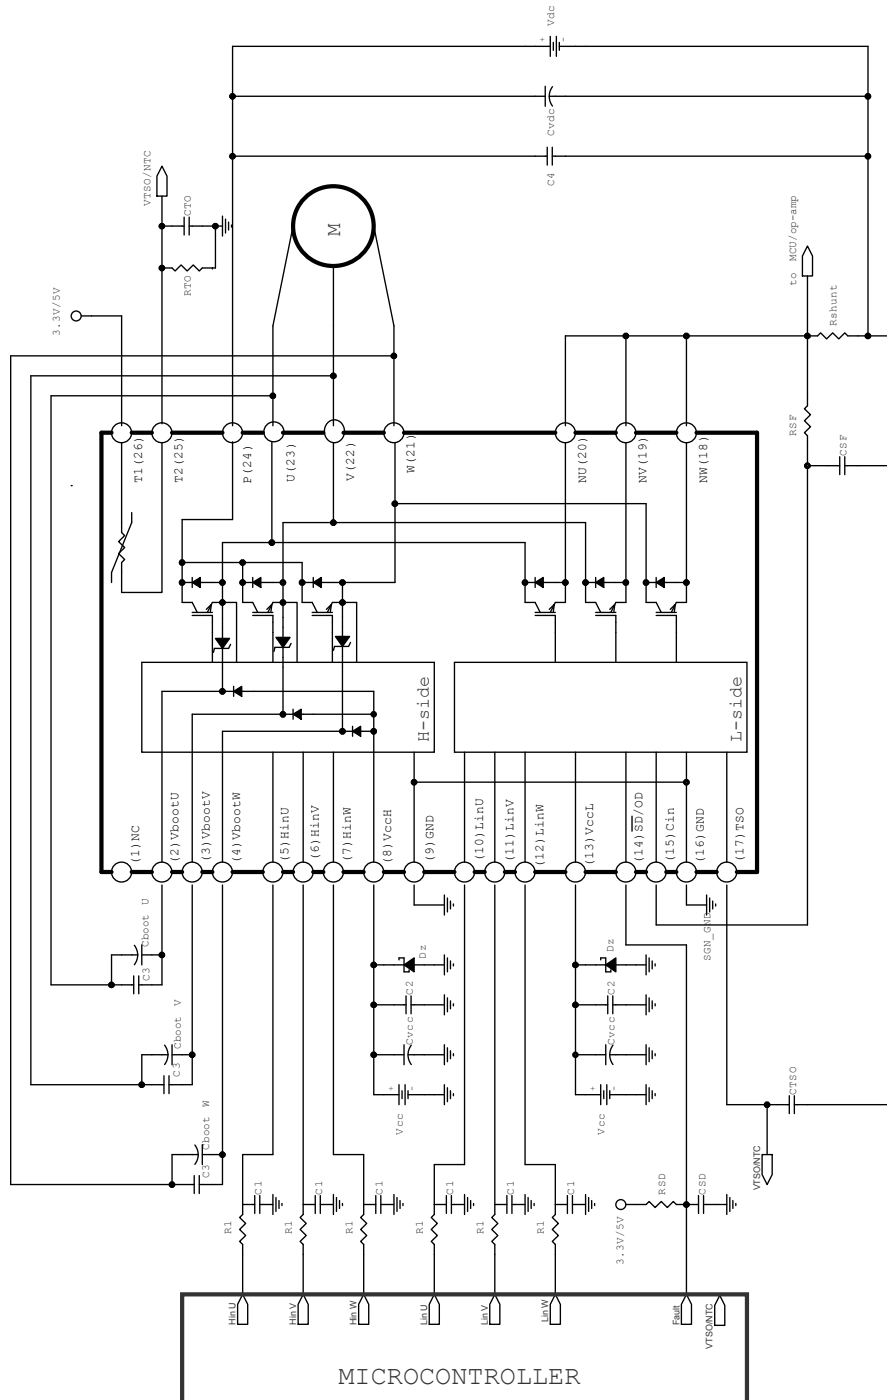 Vdc
+
-
Cvdc
C4
VTSO/NTC
CTO
RTO
3.3V/5V
M
to MCU/op-amp
Rshunt
RSF
CSF
T1(26)
T2(25)
P(24)
U(23)
V(22)
W(21)
NU(20)
NV(19)
NW(18)
H-side
L-side
(1)NC
(2)VbootU
(3)VbootV
(4)VbootW
(5)HinU
(6)HinV
(7)HinW
(8)VccH
(9)GND
(10)LinU
(11)LinV
(12)LinW
(13)VccL
(14)SD/OD
(15)Cin
(16)GND
(17)TSO
SGN_GND
Cboot U
C3
Cboot V
C3
Cboot W
C3
Dz
C2
Cvcc
Vcc
+
-
Dz
C2
Cvcc
Vcc
+
-
CTSO
VTSO/NTC
R1
C1
R1
C1
R1
C1
R1
C1
R1
C1
R1
C1
RSD
CSD
3.3V/5V
Hin U
Hin V
Hin W
Lin U
Lin V
Lin W
Fault
VTSO/NTC
MICROCONTROLLER